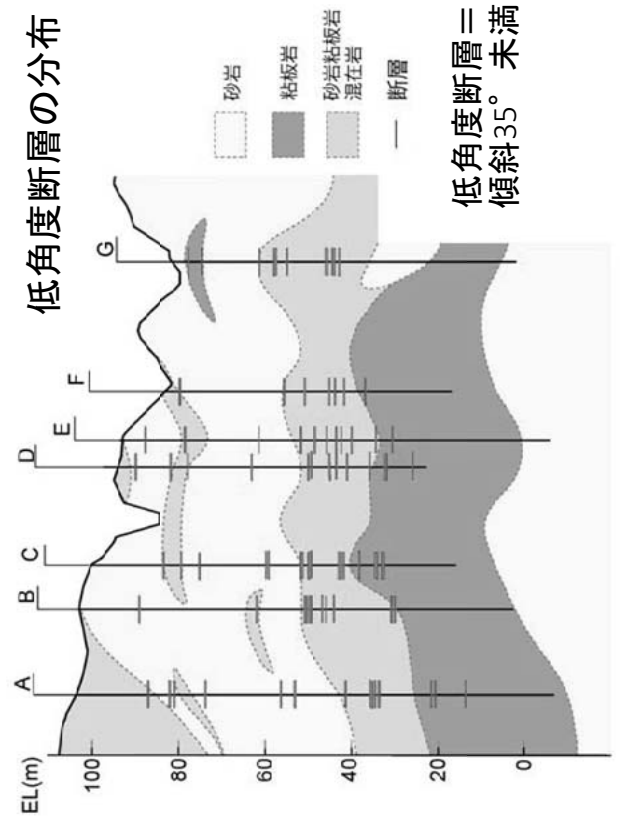 低角度断層の分布
EL(m)
100
80
60
40
20
0
A
B
C
D
E
F
G
砂岩
粘板岩
砂岩粘板岩
混在岩
断層
低角度断層＝
傾斜35°未満